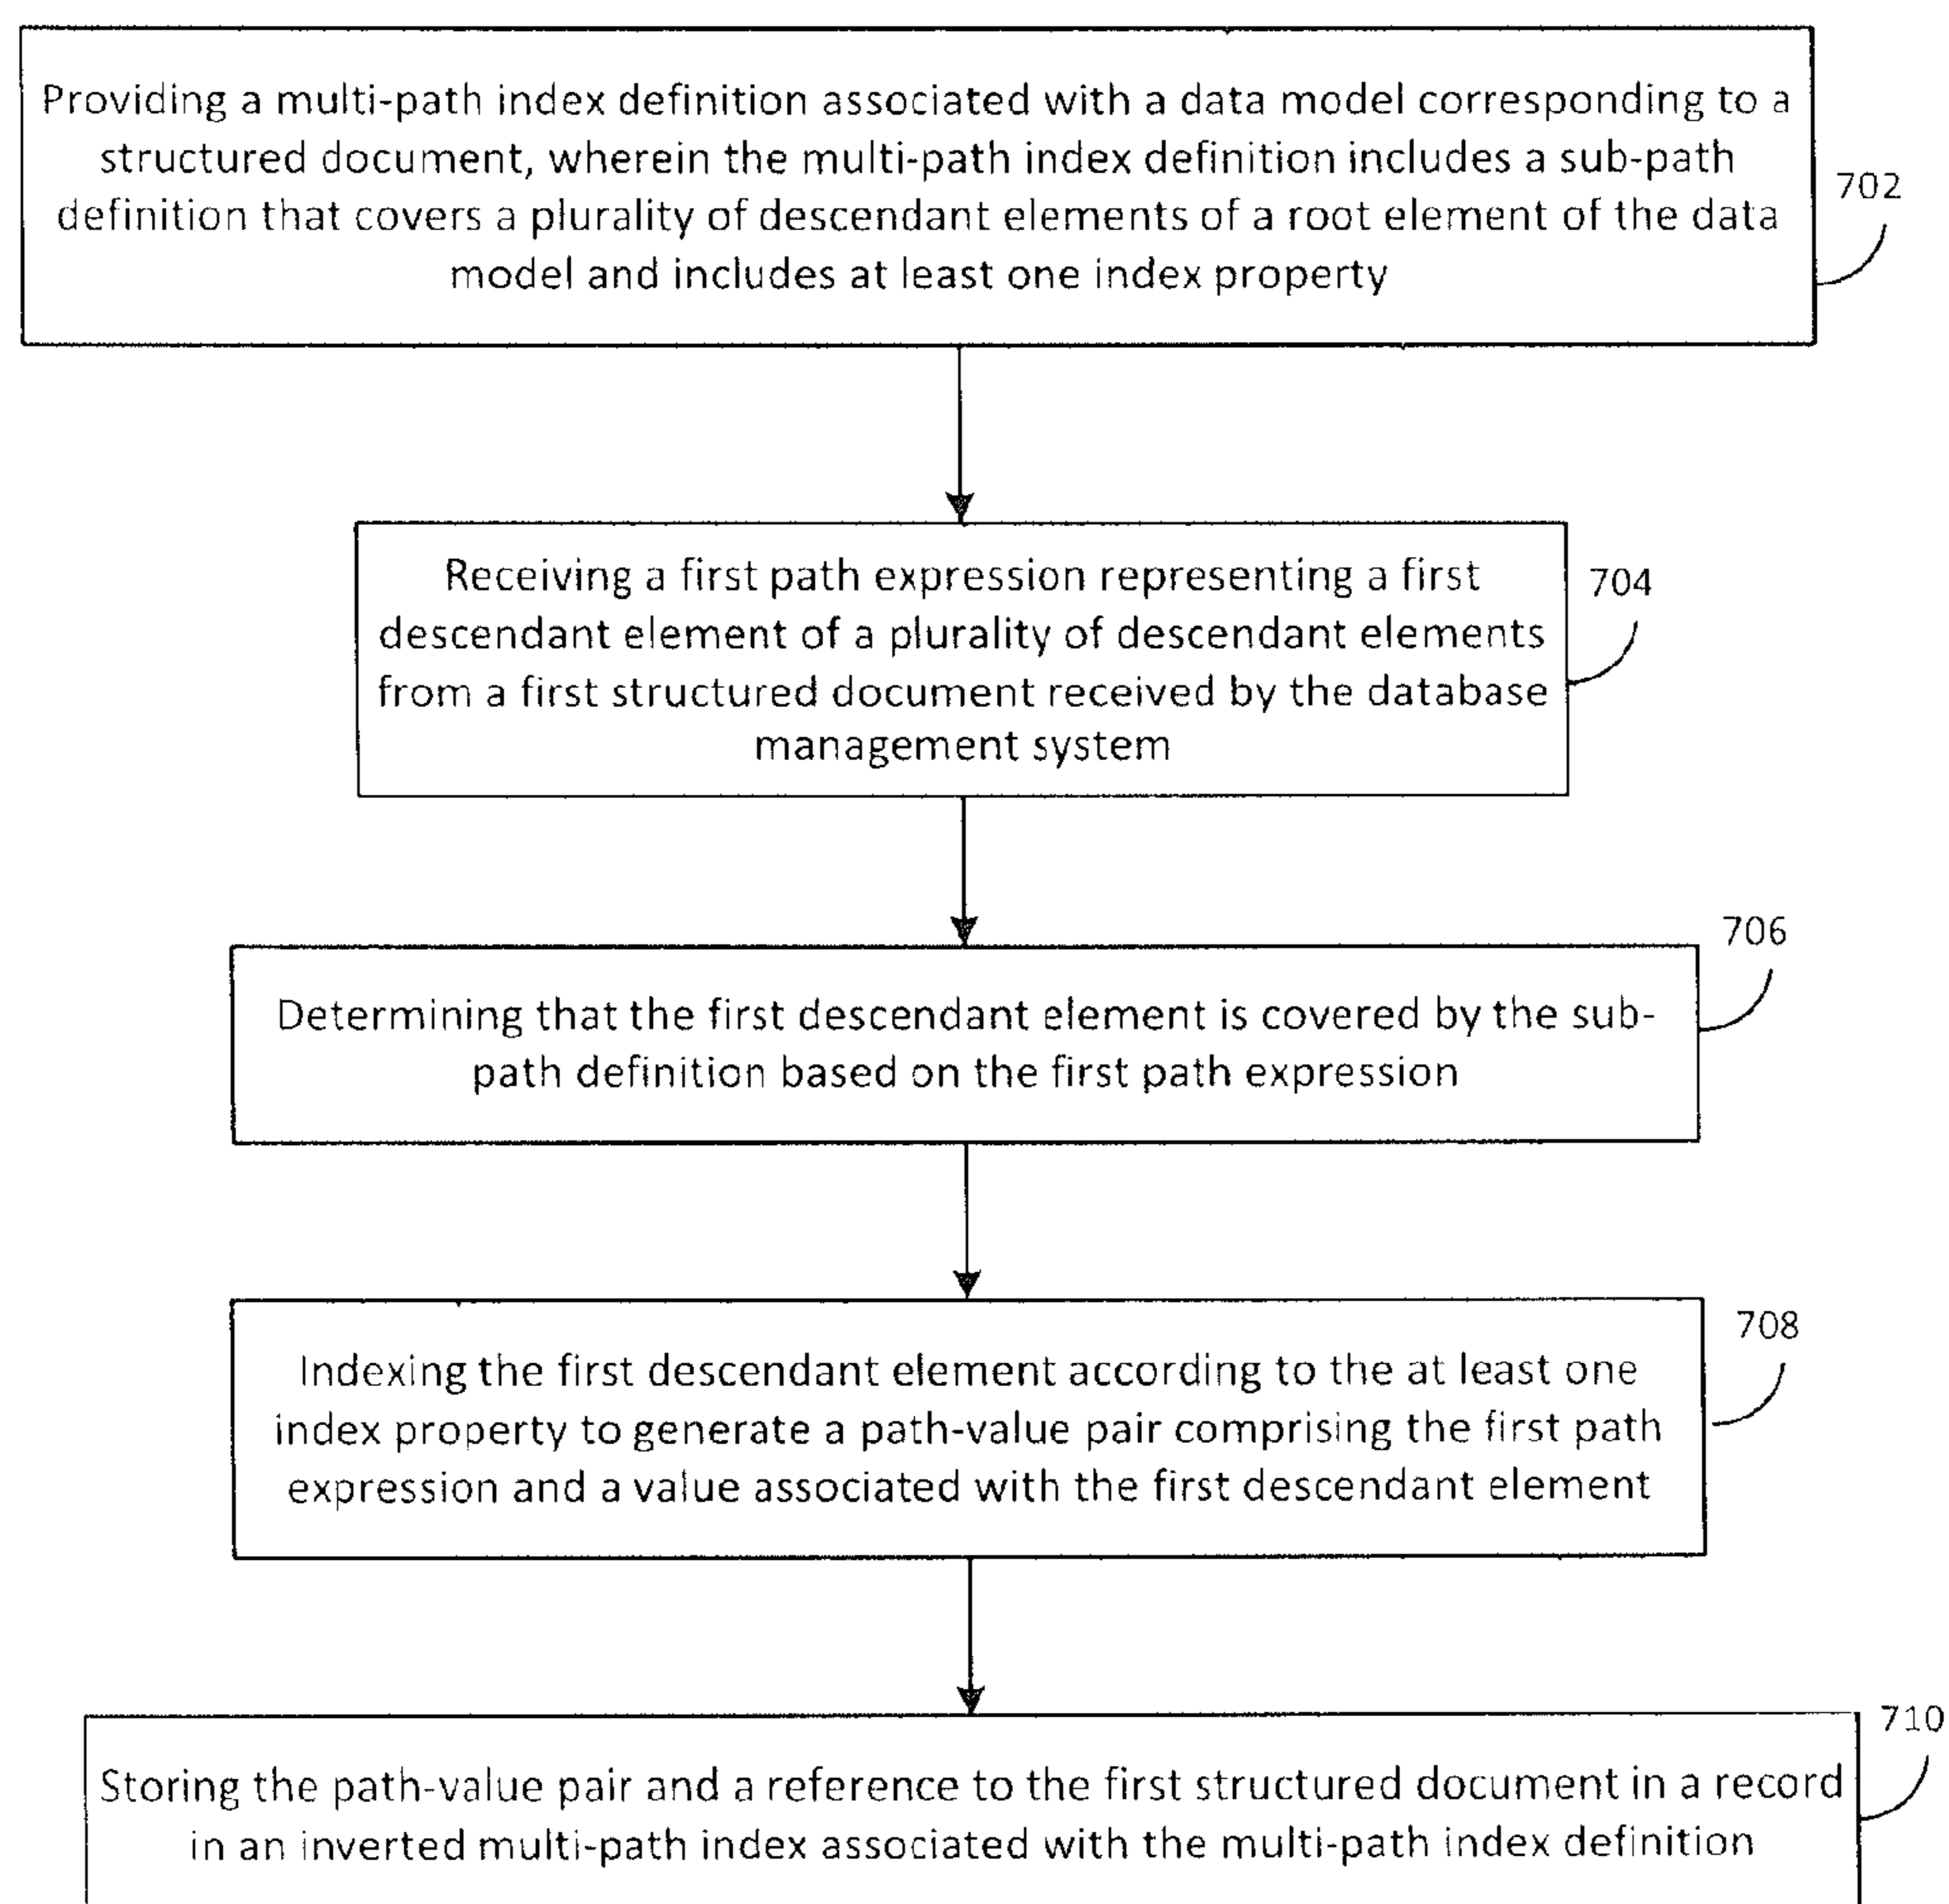 Providing a multi-path index definition associated with a data model corresponding to a
structured document, wherein the multi-path index definition includes a sub-path
definition that covers a plurality of descendant elements of a root element of the data
model and includes at least one index property
702
Receiving a first path expression representing a first
descendant element of a plurality of descendant elements
from a first structured document received by the database
management system
704
Determining that the first descendant element is covered by the sub-
path definition based on the first path expression
706
Indexing the first descendant element according to the at least one
index property to generate a path-value pair comprising the first path
expression and a value associated with the first descendant element
708
Storing the path-value pair and a reference to the first structured document in a record
in an inverted multi-path index associated with the multi-path index definition
710